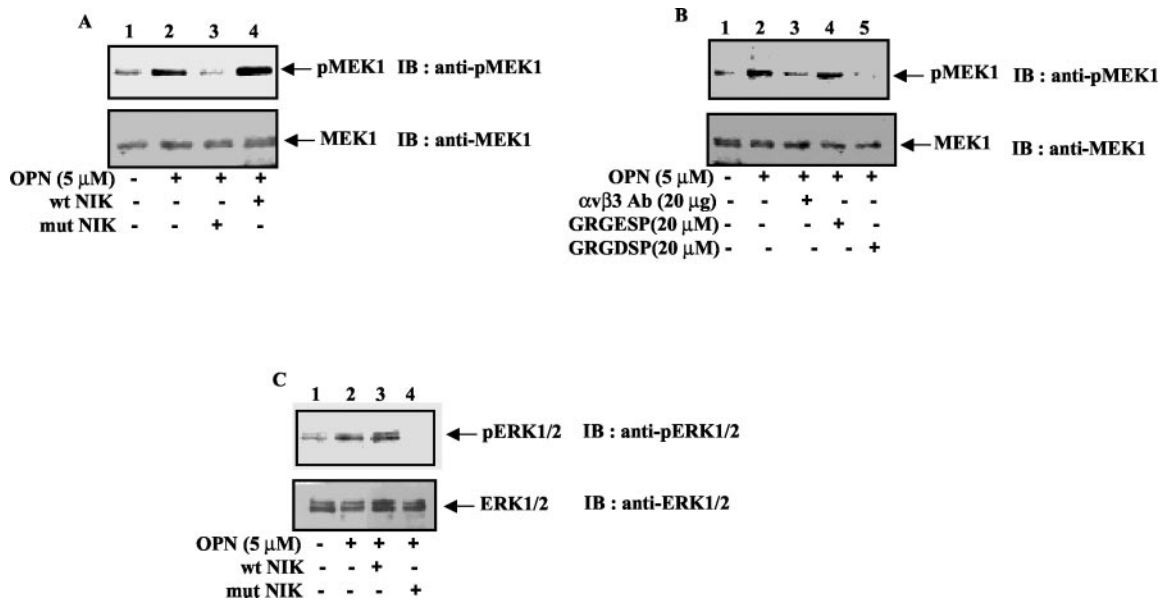 A
1 2 3 4
pMEK1 IB : anti-pMEK1
MEK1 IB : anti-MEK1
OPN (5 μM) - + + +
wt NIK - - - +
mut NIK - - + -
B
1 2 3 4 5
pMEK1 IB : anti-pMEK1
MEK1 IB : anti-MEK1
OPN (5 μM) - + + + +
αvβ3 Ab (20 μg) - - + - -
GRGESP(20 μM) - - - + -
GRGDSP(20 μM) - - - - +
C
1 2 3 4
pERK1/2 IB : anti-pERK1/2
ERK1/2 IB : anti-ERK1/2
OPN (5 μM) - + + +
wt NIK - - + -
mut NIK - - - +